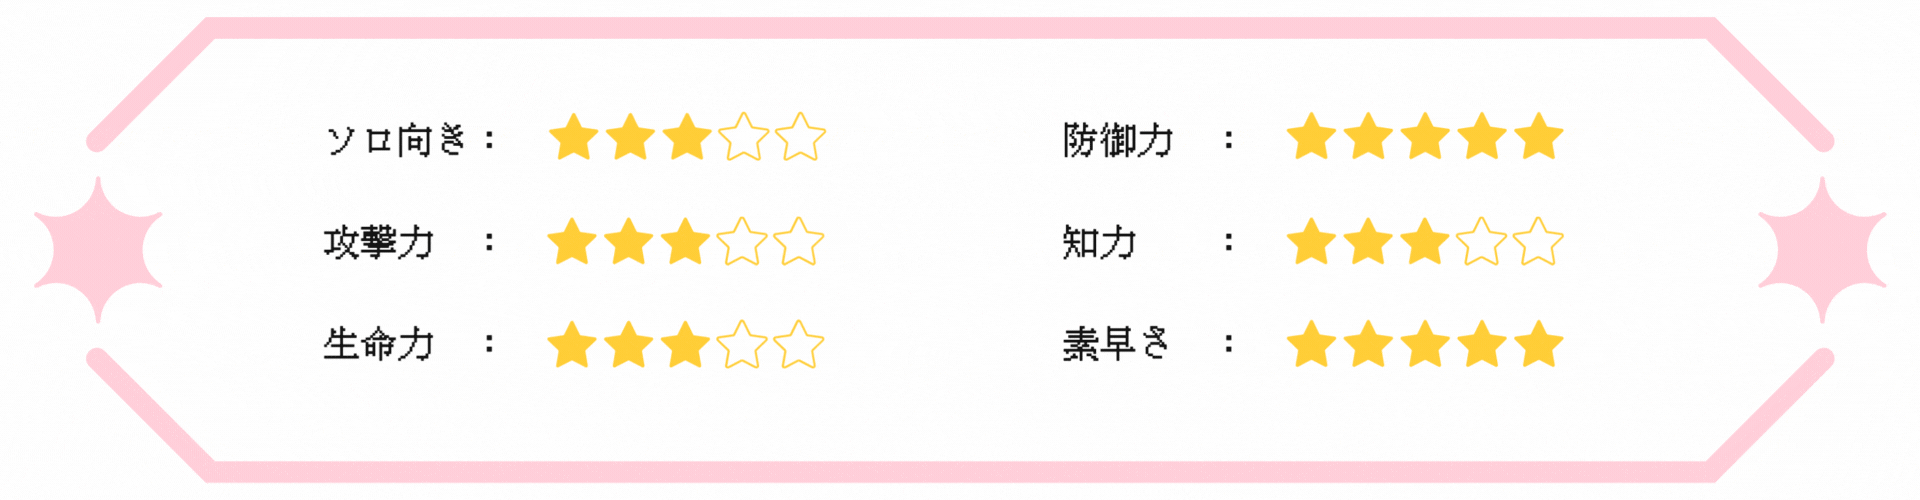 ソロ向き： ★★★☆☆ 防御力 ： ★★★★★
攻撃力 ： ★★★☆☆ 知力 ： ★★★☆☆
生命力 ： ★★★☆☆ 素早さ ： ★★★★★